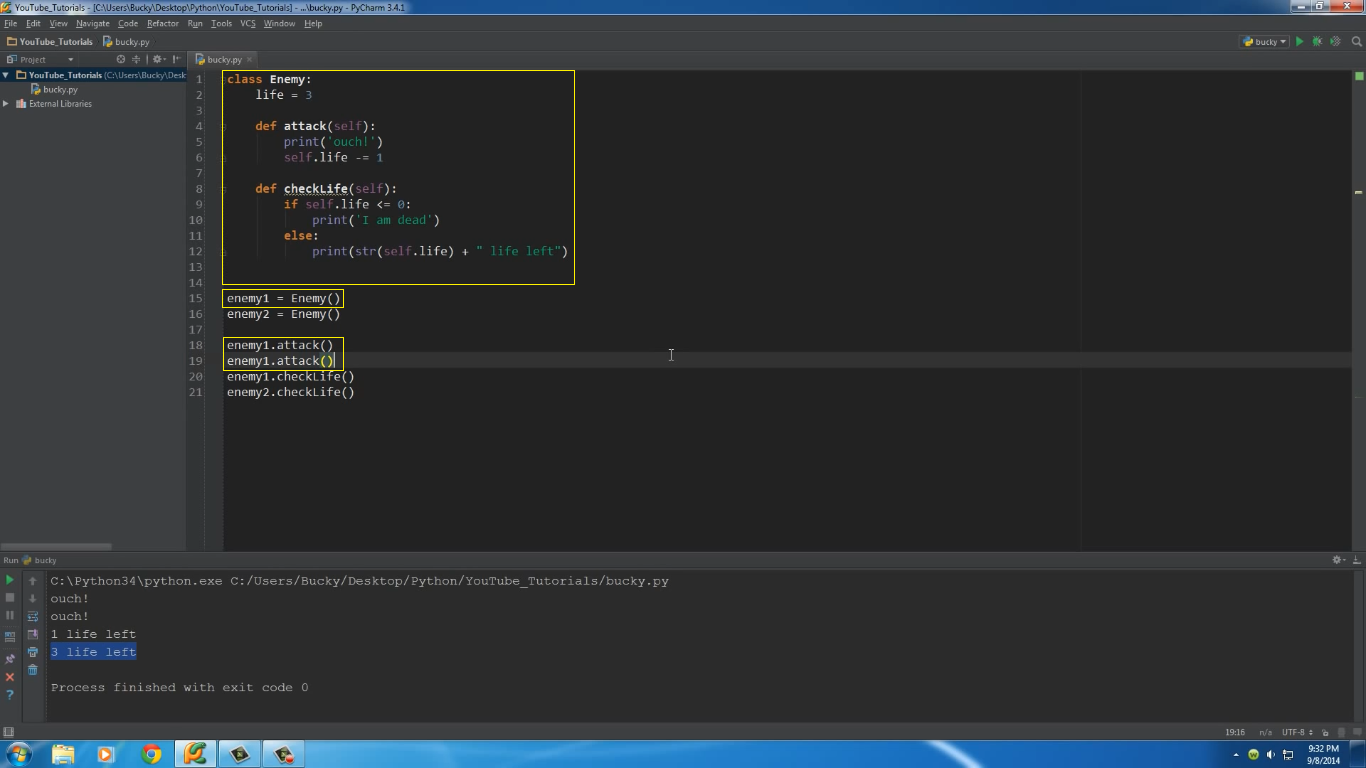 YouTube_Tutorials - [C:\Users\Bucky\Desktop\Python\YouTube_Tutorials] - ...\bucky.py - PyCharm 3.4.1
File Edit View Navigate Code Refactor Run Tools VCS Window Help
YouTube_Tutorials bucky.py bucky
Project bucky.py
YouTube_Tutorials (C:\Users\Bucky\Desk
bucky.py
External Libraries
1 class Enemy:
2 life = 3
3
4 def attack(self):
5 print('ouch!')
6 self.life -= 1
7
8 def checkLife(self):
9 if self.life <= 0:
10 print('I am dead')
11 else:
12 print(str(self.life) + " life left")
13
14
15 enemy1 = Enemy()
16 enemy2 = Enemy()
17
18 enemy1.attack()
19 enemy1.attack()
20 enemy1.checkLife()
21 enemy2.checkLife()
Run bucky
C:\Python34\python.exe C:/Users/Bucky/Desktop/Python/YouTube_Tutorials/bucky.py
ouch!
ouch!
1 life left
3 life left
Process finished with exit code 0
19:16 n/a UTF-8
9:32 PM
9/8/2014